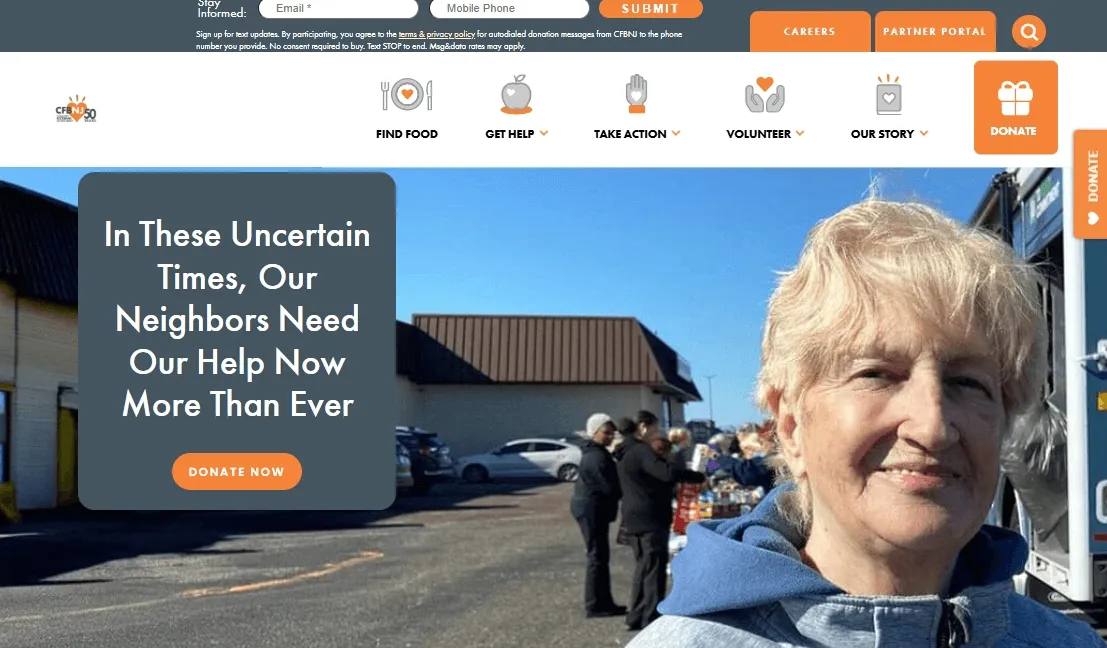 Stay
Informed:
Email *
Mobile Phone
SUBMIT
Sign up for text updates. By participating, you agree to the terms & privacy policy for autodialed donation messages from CFBNJ to the phone
number you provide. No consent required to buy. Text STOP to end. Msg&data rates may apply.
CAREERS
PARTNER PORTAL
CFBNJ 50
FIND FOOD
GET HELP
TAKE ACTION
VOLUNTEER
OUR STORY
DONATE
DONATE
In These Uncertain
Times, Our
Neighbors Need
Our Help Now
More Than Ever
DONATE NOW